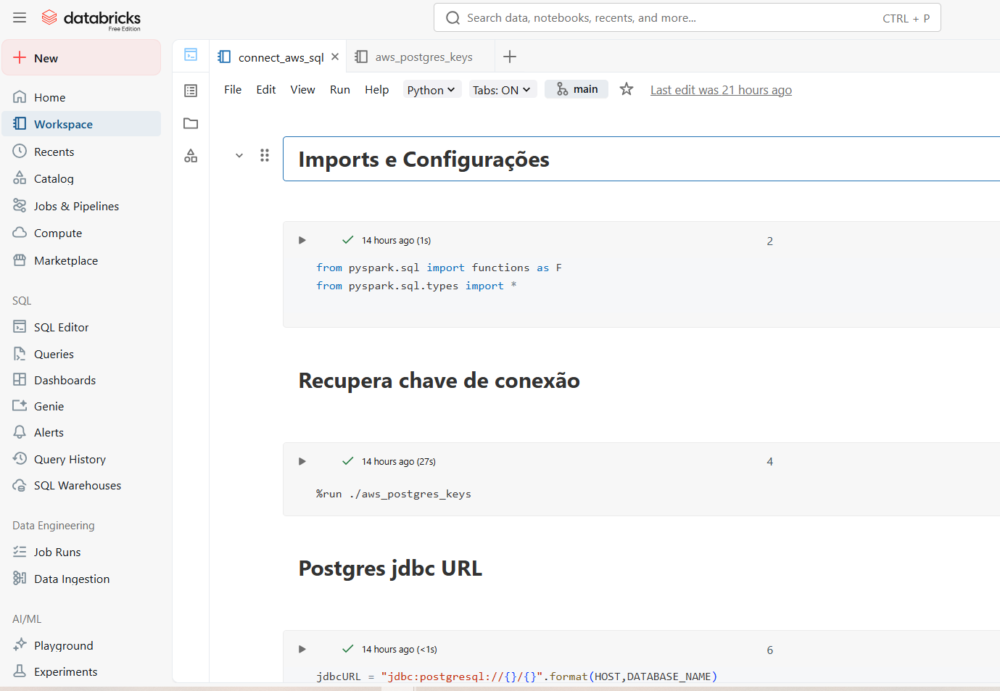 databricks
Free Edition
Search data, notebooks, recents, and more...
CTRL + P
New
Home
Workspace
Recents
Catalog
Jobs & Pipelines
Compute
Marketplace
SQL
SQL Editor
Queries
Dashboards
Genie
Alerts
Query History
SQL Warehouses
Data Engineering
Job Runs
Data Ingestion
AI/ML
Playground
Experiments
connect_aws_sql
aws_postgres_keys
File Edit View Run Help Python Tabs: ON main Last edit was 21 hours ago
Imports e Configurações
14 hours ago (1s) 2
from pyspark.sql import functions as F
from pyspark.sql.types import *
Recupera chave de conexão
14 hours ago (27s) 4
%run ./aws_postgres_keys
Postgres jdbc URL
14 hours ago (<1s) 6
jdbcURL = "jdbc:postgresql://{}/{}".format(HOST,DATABASE_NAME)